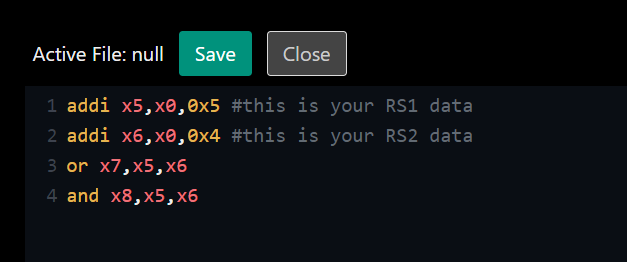 Active File: null Save Close
1 addi x5,x0,0x5 #this is your RS1 data
2 addi x6,x0,0x4 #this is your RS2 data
3 or x7,x5,x6
4 and x8,x5,x6